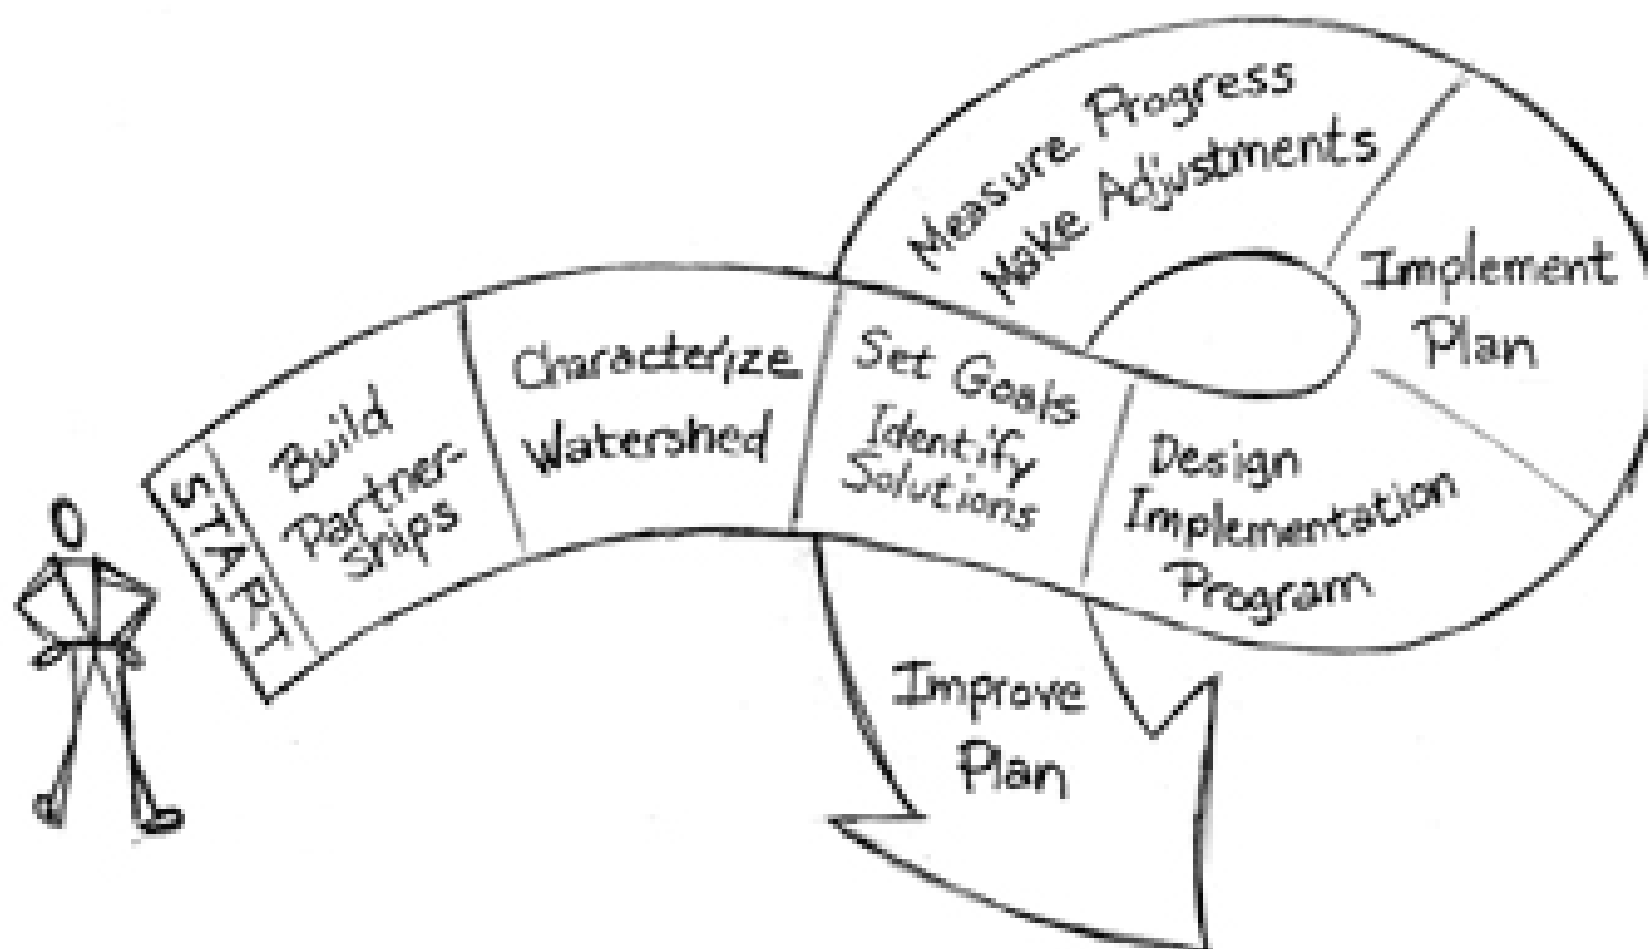 START
Build
Partner-
ships
Characterize
Watershed
Set Goals
Identify
Solutions
Design
Implementation
Program
Implement
Plan
Measure Progress
Make Adjustments
Improve
Plan